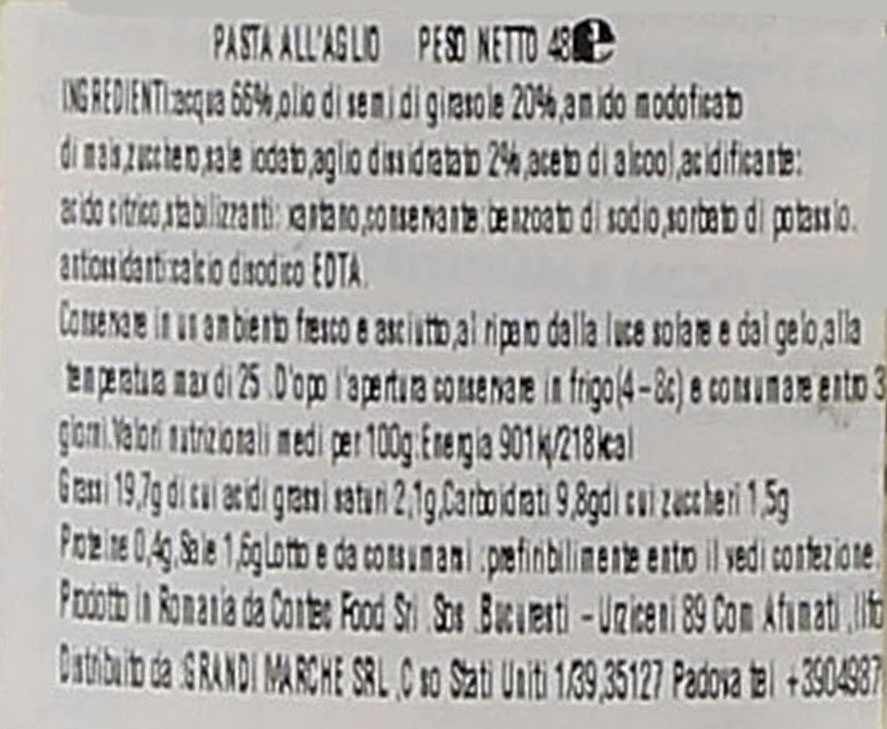 PASTA ALL'AGLIO PESO NETTO 48 e
INGREDIENTI:acqua 66%,olio di semi di girasole 20%,amido modoficato
di mais,zucchero,sale iodato,aglio dissidratato 2%,aceto di alcool,acidificante:
acido citrico,stabilizzanti: xantano,conservante:benzoato di sodio,sorbato di potassio.
antossidanti:calcio disodico EDTA.
Conservare in un ambiento fresco e asciutto,al riparo dalla luce solare e dal gelo,alla
temperatura max di 25 .D'opo l'apertura conservare in frigo(4-8c) e consumare entro 3
giorni.Valori nutrizionali medi per 100g:Energia 901kj/218kcal
Grassi 19,7g di cui acidi grassi saturi 2,1g,Carboidrati 9,8gdi cui zuccheri 1,5g
Proteine 0,4g,Sale 1,6gLotto e da consumarsi :prefiribilimente entro il vedi confezione.
Prodotto in Romania da Contec Food Srl Sos .Bucuresti - Urziceni 89 Com Afumati ,Ilfo
Distribuito da :GRANDI MARCHE SRL ,C so Stati Uniti 1/39,35127 Padova tel +3904987